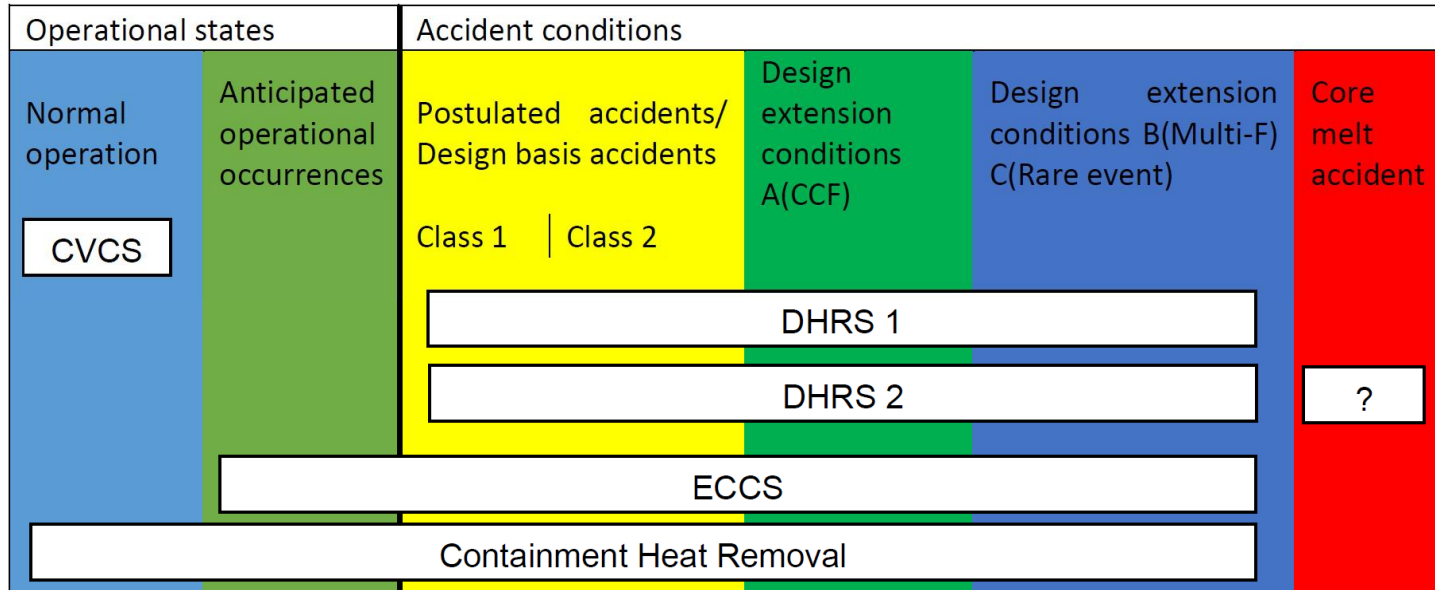 Operational states
Accident conditions
Normal
operation
Anticipated
operational
occurrences
Postulated accidents/
Design basis accidents
Class 1
Class 2
Design
extension
conditions
A(CCF)
Design extension
conditions B(Multi-F)
C(Rare event)
Core
melt
accident
CVCS
DHRS 1
DHRS 2
?
ECCS
Containment Heat Removal